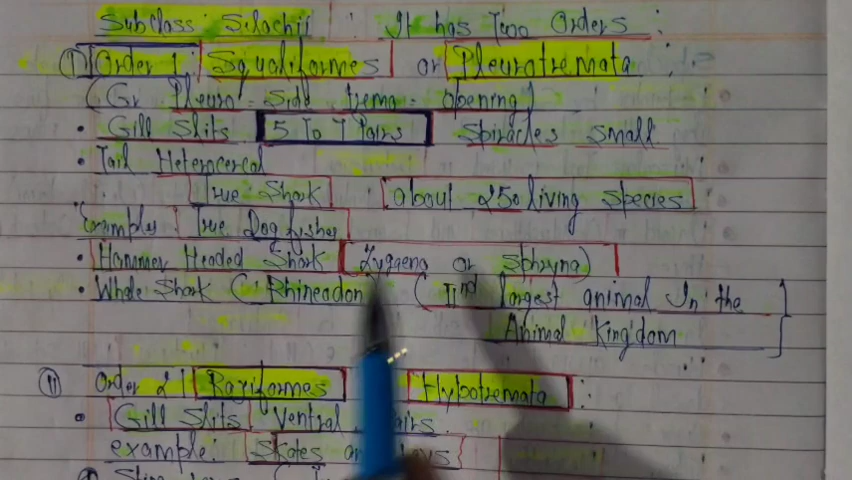 Subclass: Selachii : It has Two Orders :
(I) Order 1 Squaliformes or Pleurotremata :
(Gr Pleuro = Side trema = opening)
• Gill Slits 5 To 7 Pairs Spiracles small
• Tail Heterocercal
True Shark about 250 living species
Example: True Dog fishes
• Hammer Headed Shark (Zygaena or Sphryna)
• Whale Shark (Rhineodon (IInd largest animal In the
Animal Kingdom
(II) Order 2 Rajiformes Hypotremata :
• Gill Slits Ventral pairs.
example: Skates